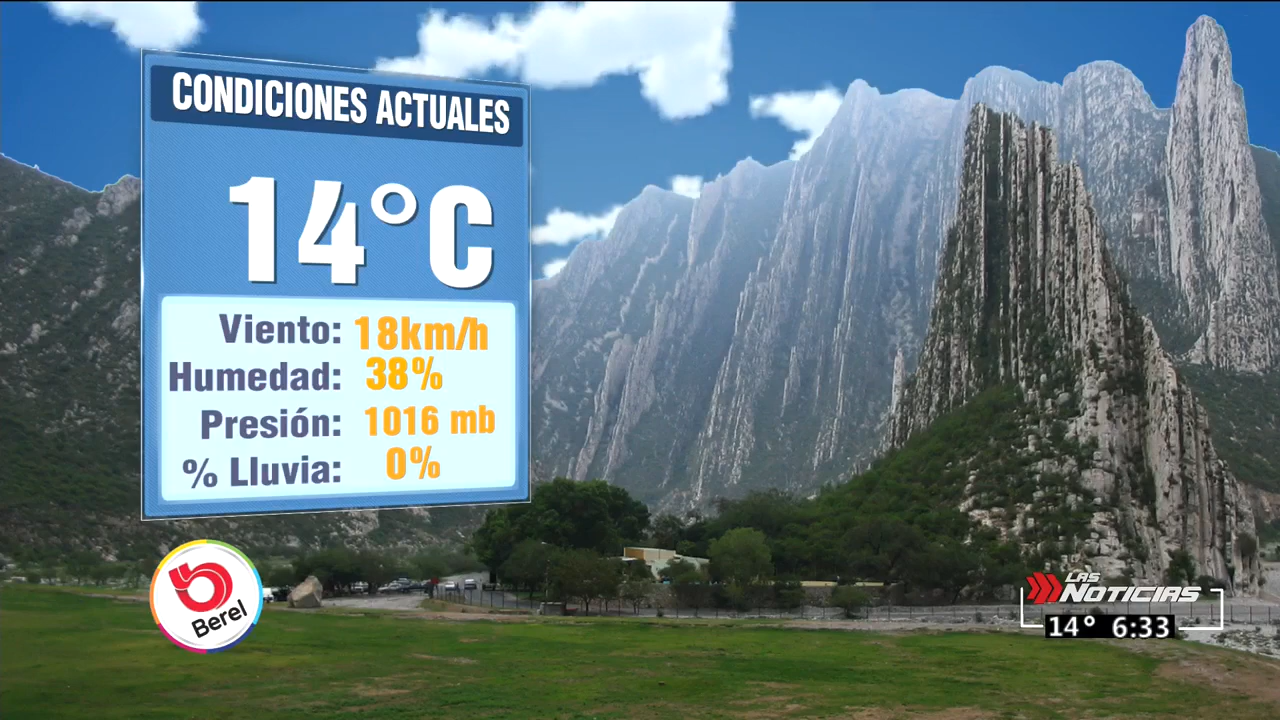 CONDICIONES ACTUALES
14°C
Viento: 18km/h
Humedad: 38%
Presión: 1016 mb
% Lluvia: 0%
Berel
LAS
NOTICIAS
14° 6:33